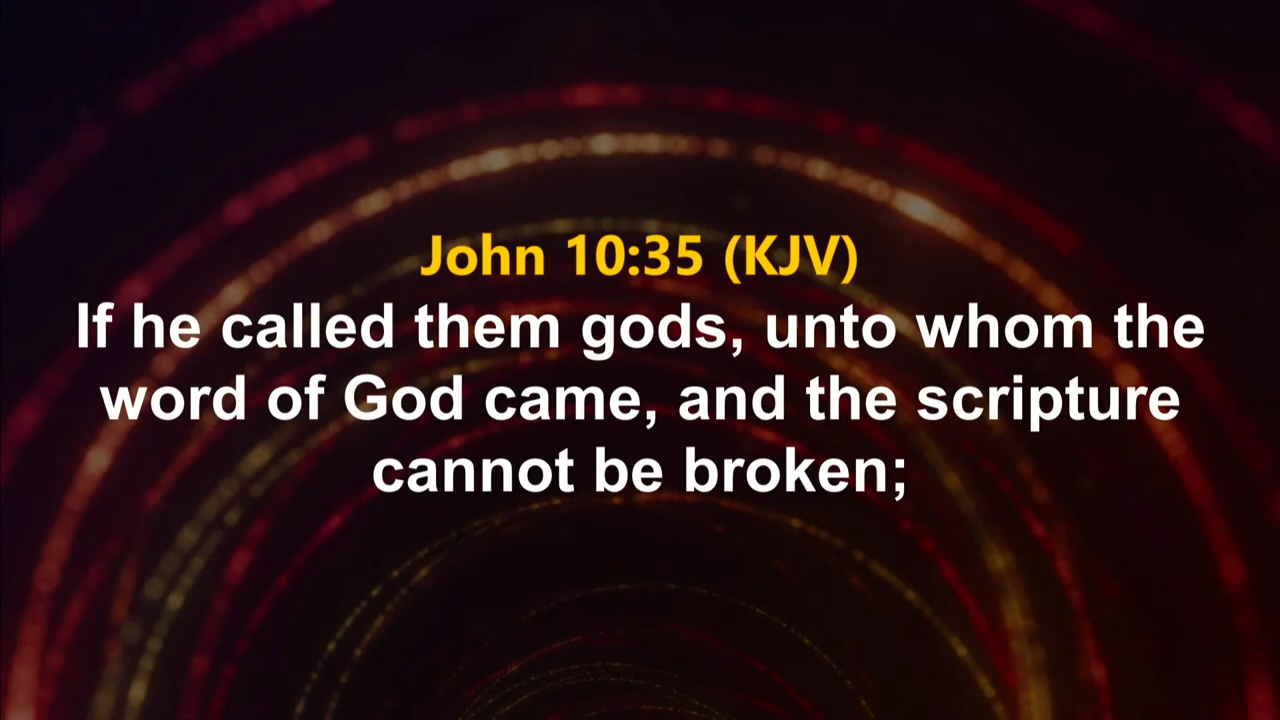 John 10:35 (KJV)
If he called them gods, unto whom the
word of God came, and the scripture
cannot be broken;